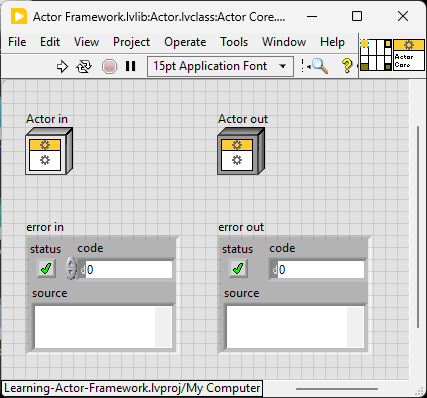 Actor Framework.lvlib:Actor.lvclass:Actor Core....
File Edit View Project Operate Tools Window Help
15pt Application Font
?
Actor
Core
Actor in
Actor out
error in
error out
status code
d0
source
status code
d0
source
Learning-Actor-Framework.lvproj/My Computer